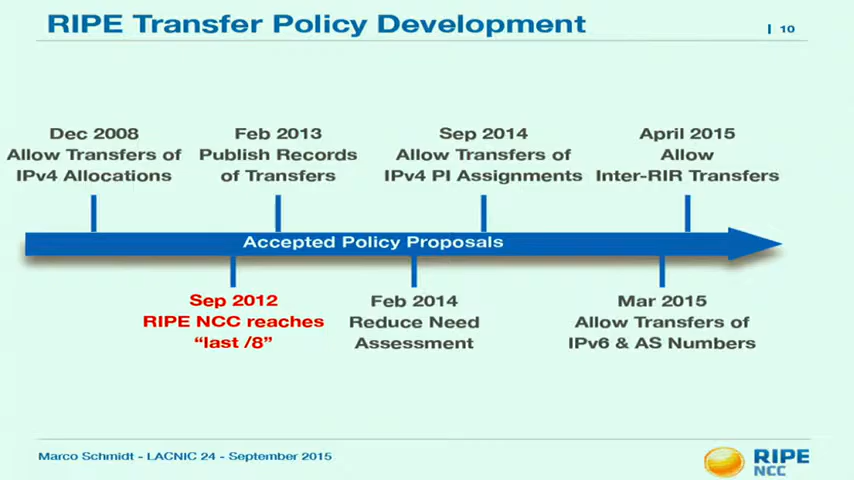 RIPE Transfer Policy Development
| 10
Dec 2008
Allow Transfers of
IPv4 Allocations
Feb 2013
Publish Records
of Transfers
Sep 2014
Allow Transfers of
IPv4 PI Assignments
April 2015
Allow
Inter-RIR Transfers
Accepted Policy Proposals
Sep 2012
RIPE NCC reaches
“last /8”
Feb 2014
Reduce Need
Assessment
Mar 2015
Allow Transfers of
IPv6 & AS Numbers
Marco Schmidt - LACNIC 24 - September 2015
RIPE
NCC